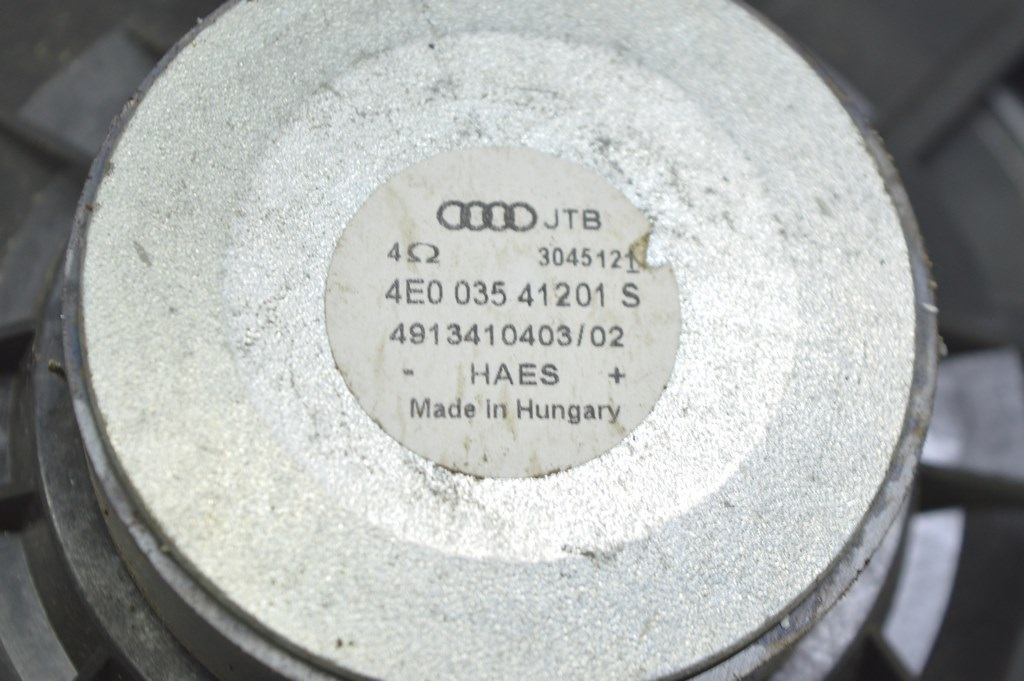 JTB
4Ω 3045121
4E0 035 41201 S
4913410403/02
- HAES +
Made in Hungary